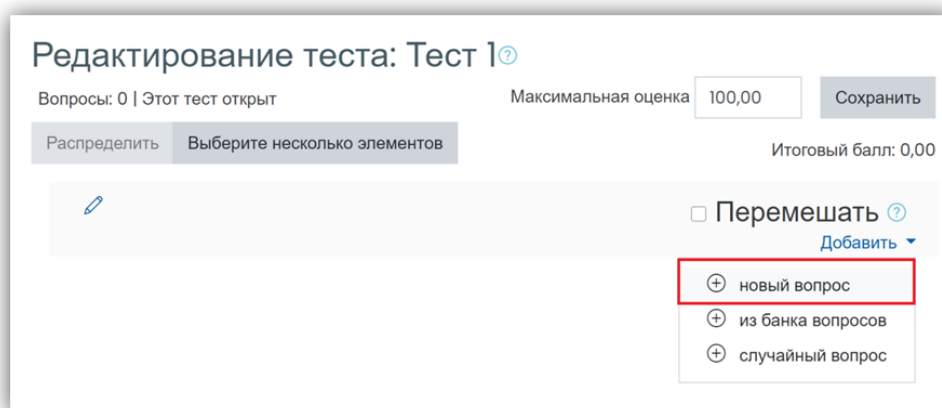 Редактирование теста: Тест 1
Вопросы: 0 | Этот тест открыт
Максимальная оценка 100,00 Сохранить
Распределить Выберите несколько элементов
Итоговый балл: 0,00
Перемешать
Добавить
новый вопрос
из банка вопросов
случайный вопрос